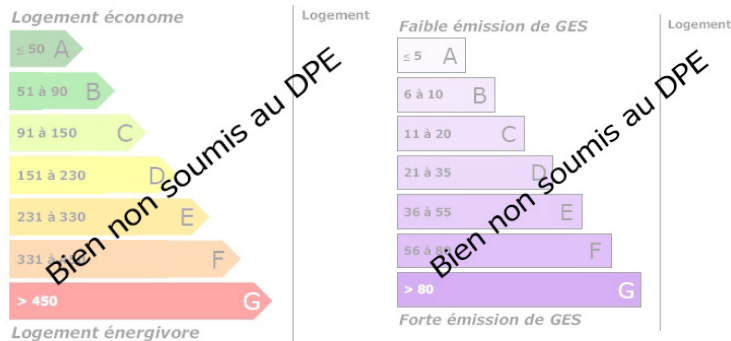 Logement économe
Logement
≤ 50 A
51 à 90 B
91 à 150 C
151 à 230 D
231 à 330 E
331 F
> 450 G
Logement énergivore
Bien non soumis au DPE
Faible émission de GES
Logement
≤ 5 A
6 à 10 B
11 à 20 C
21 à 35 D
36 à 55 E
56 à 80 F
> 80 G
Forte émission de GES
Bien non soumis au DPE